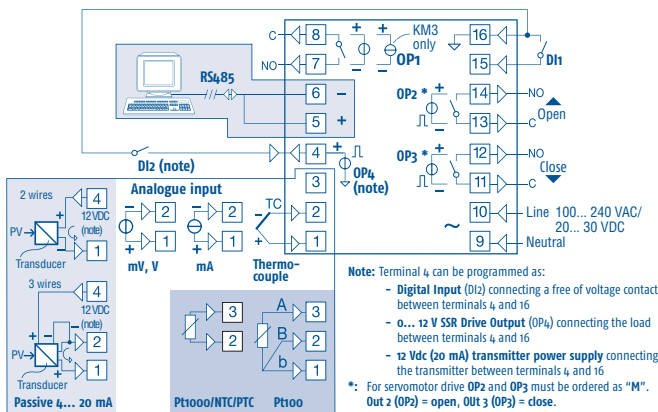 C 8 + + KM3 only 16
NO 7 − − OP1 15 DI1
RS485
6 −
5 +
OP2 * + − 14 NO
13 C
Open
DI2 (note)
4 + − OP4 (note)
OP3 * + − 12 NO
11 C
Close
3
TC − 2
+ 1
Thermo-couple
~ 10 Line 100... 240 VAC/ 20... 30 VDC
9 Neutral
2 wires
4
12 VDC (note)
PV + −
1
Transducer
3 wires
4
12 VDC (note)
PV + − +
2
1
Transducer
Passive 4... 20 mA
Analogue input
− 2
+ 1
mV, V
− 2
+ 1
mA
3
2
Pt1000/NTC/PTC
A 3
B 2
b 1
Pt100
Note: Terminal 4 can be programmed as:
– Digital Input (DI2) connecting a free of voltage contact
between terminals 4 and 16
– 0... 12 V SSR Drive Output (OP4) connecting the load
between terminals 4 and 16
– 12 Vdc (20 mA) transmitter power supply connecting
the transmitter between terminals 4 and 16
*: For servomotor drive OP2 and OP3 must be ordered as “M”.
Out 2 (OP2) = open, OUt 3 (OP3) = close.